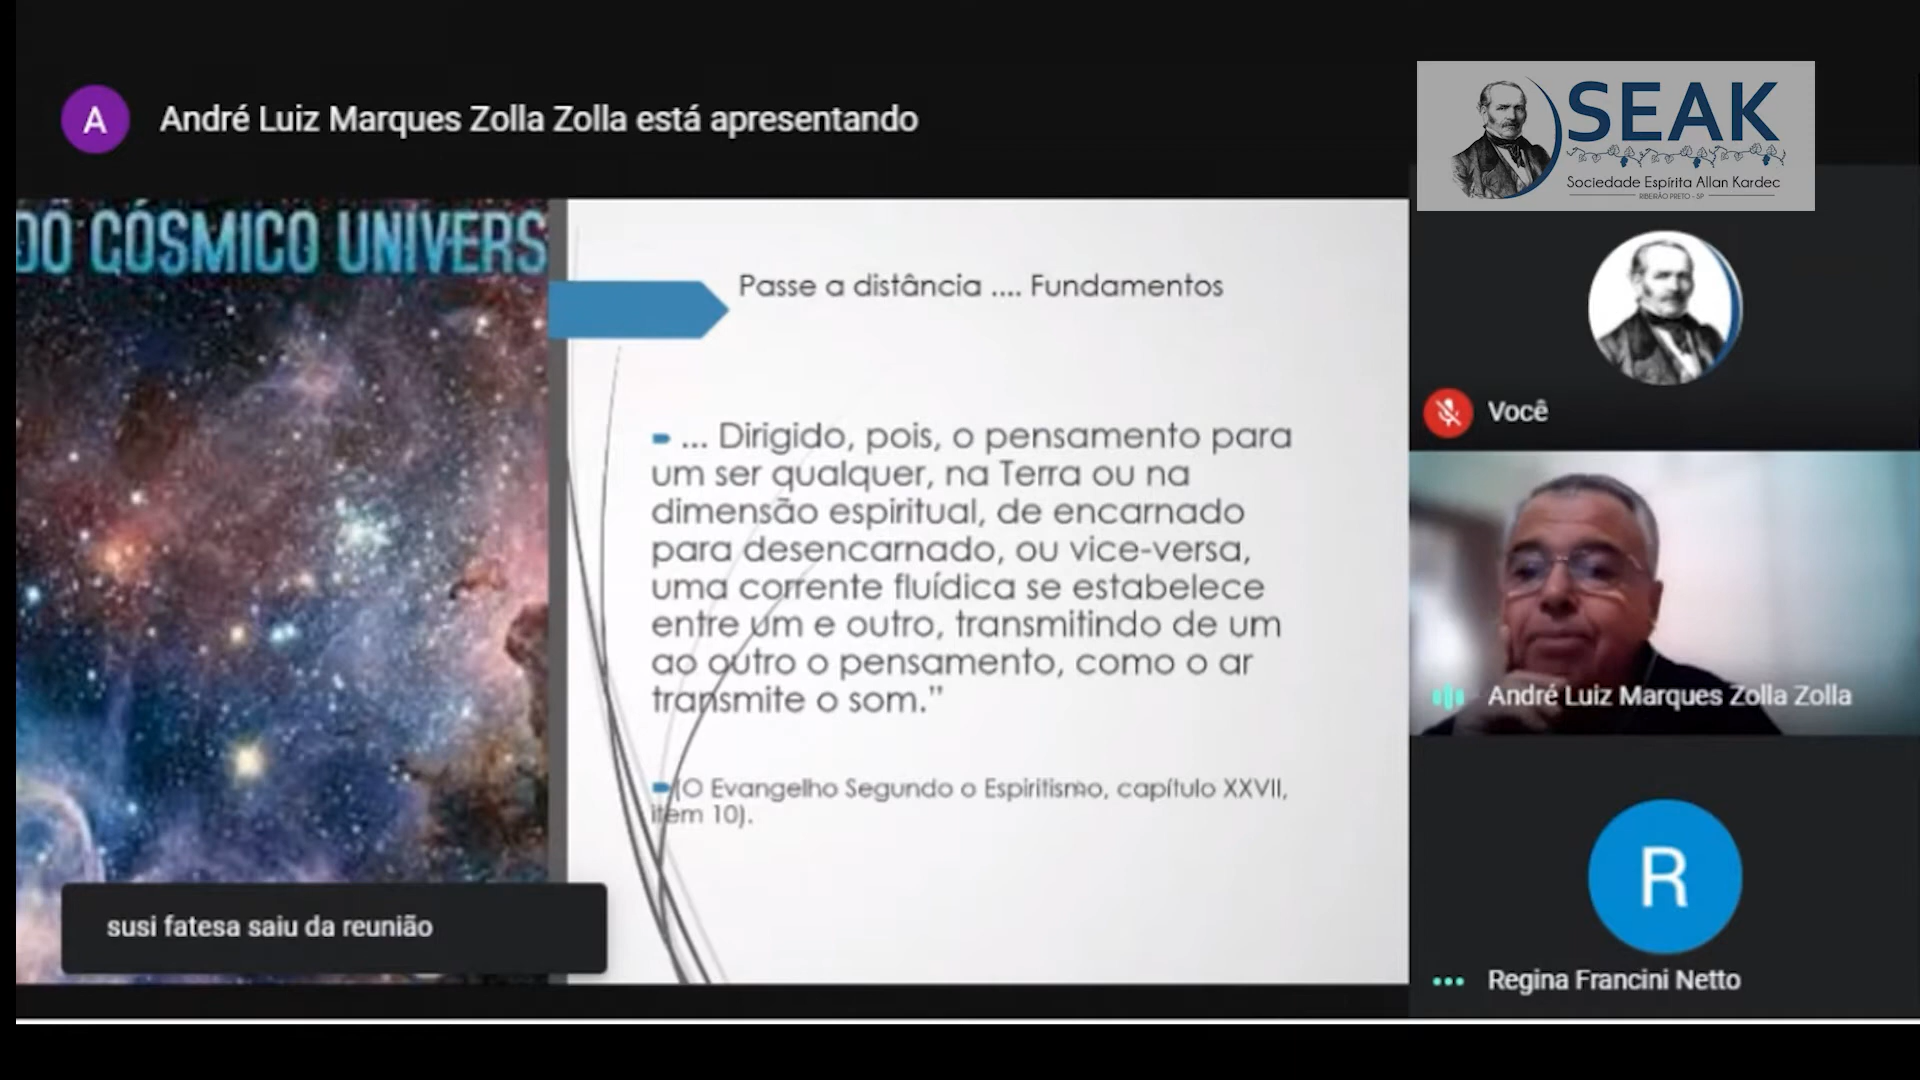 A
André Luiz Marques Zolla Zolla está apresentando
SEAK
Sociedade Espírita Allan Kardec
RIBEIRÃO PRETO - SP
DO CÓSMICO UNIVERS
Passe a distância .... Fundamentos
... Dirigido, pois, o pensamento para
um ser qualquer, na Terra ou na
dimensão espiritual, de encarnado
para desencarnado, ou vice-versa,
uma corrente fluídica se estabelece
entre um e outro, transmitindo de um
ao outro o pensamento, como o ar
transmite o som.”
(O Evangelho Segundo o Espiritismo, capítulo XXVII,
item 10).
susi fatesa saiu da reunião
Você
André Luiz Marques Zolla Zolla
R
Regina Francini Netto